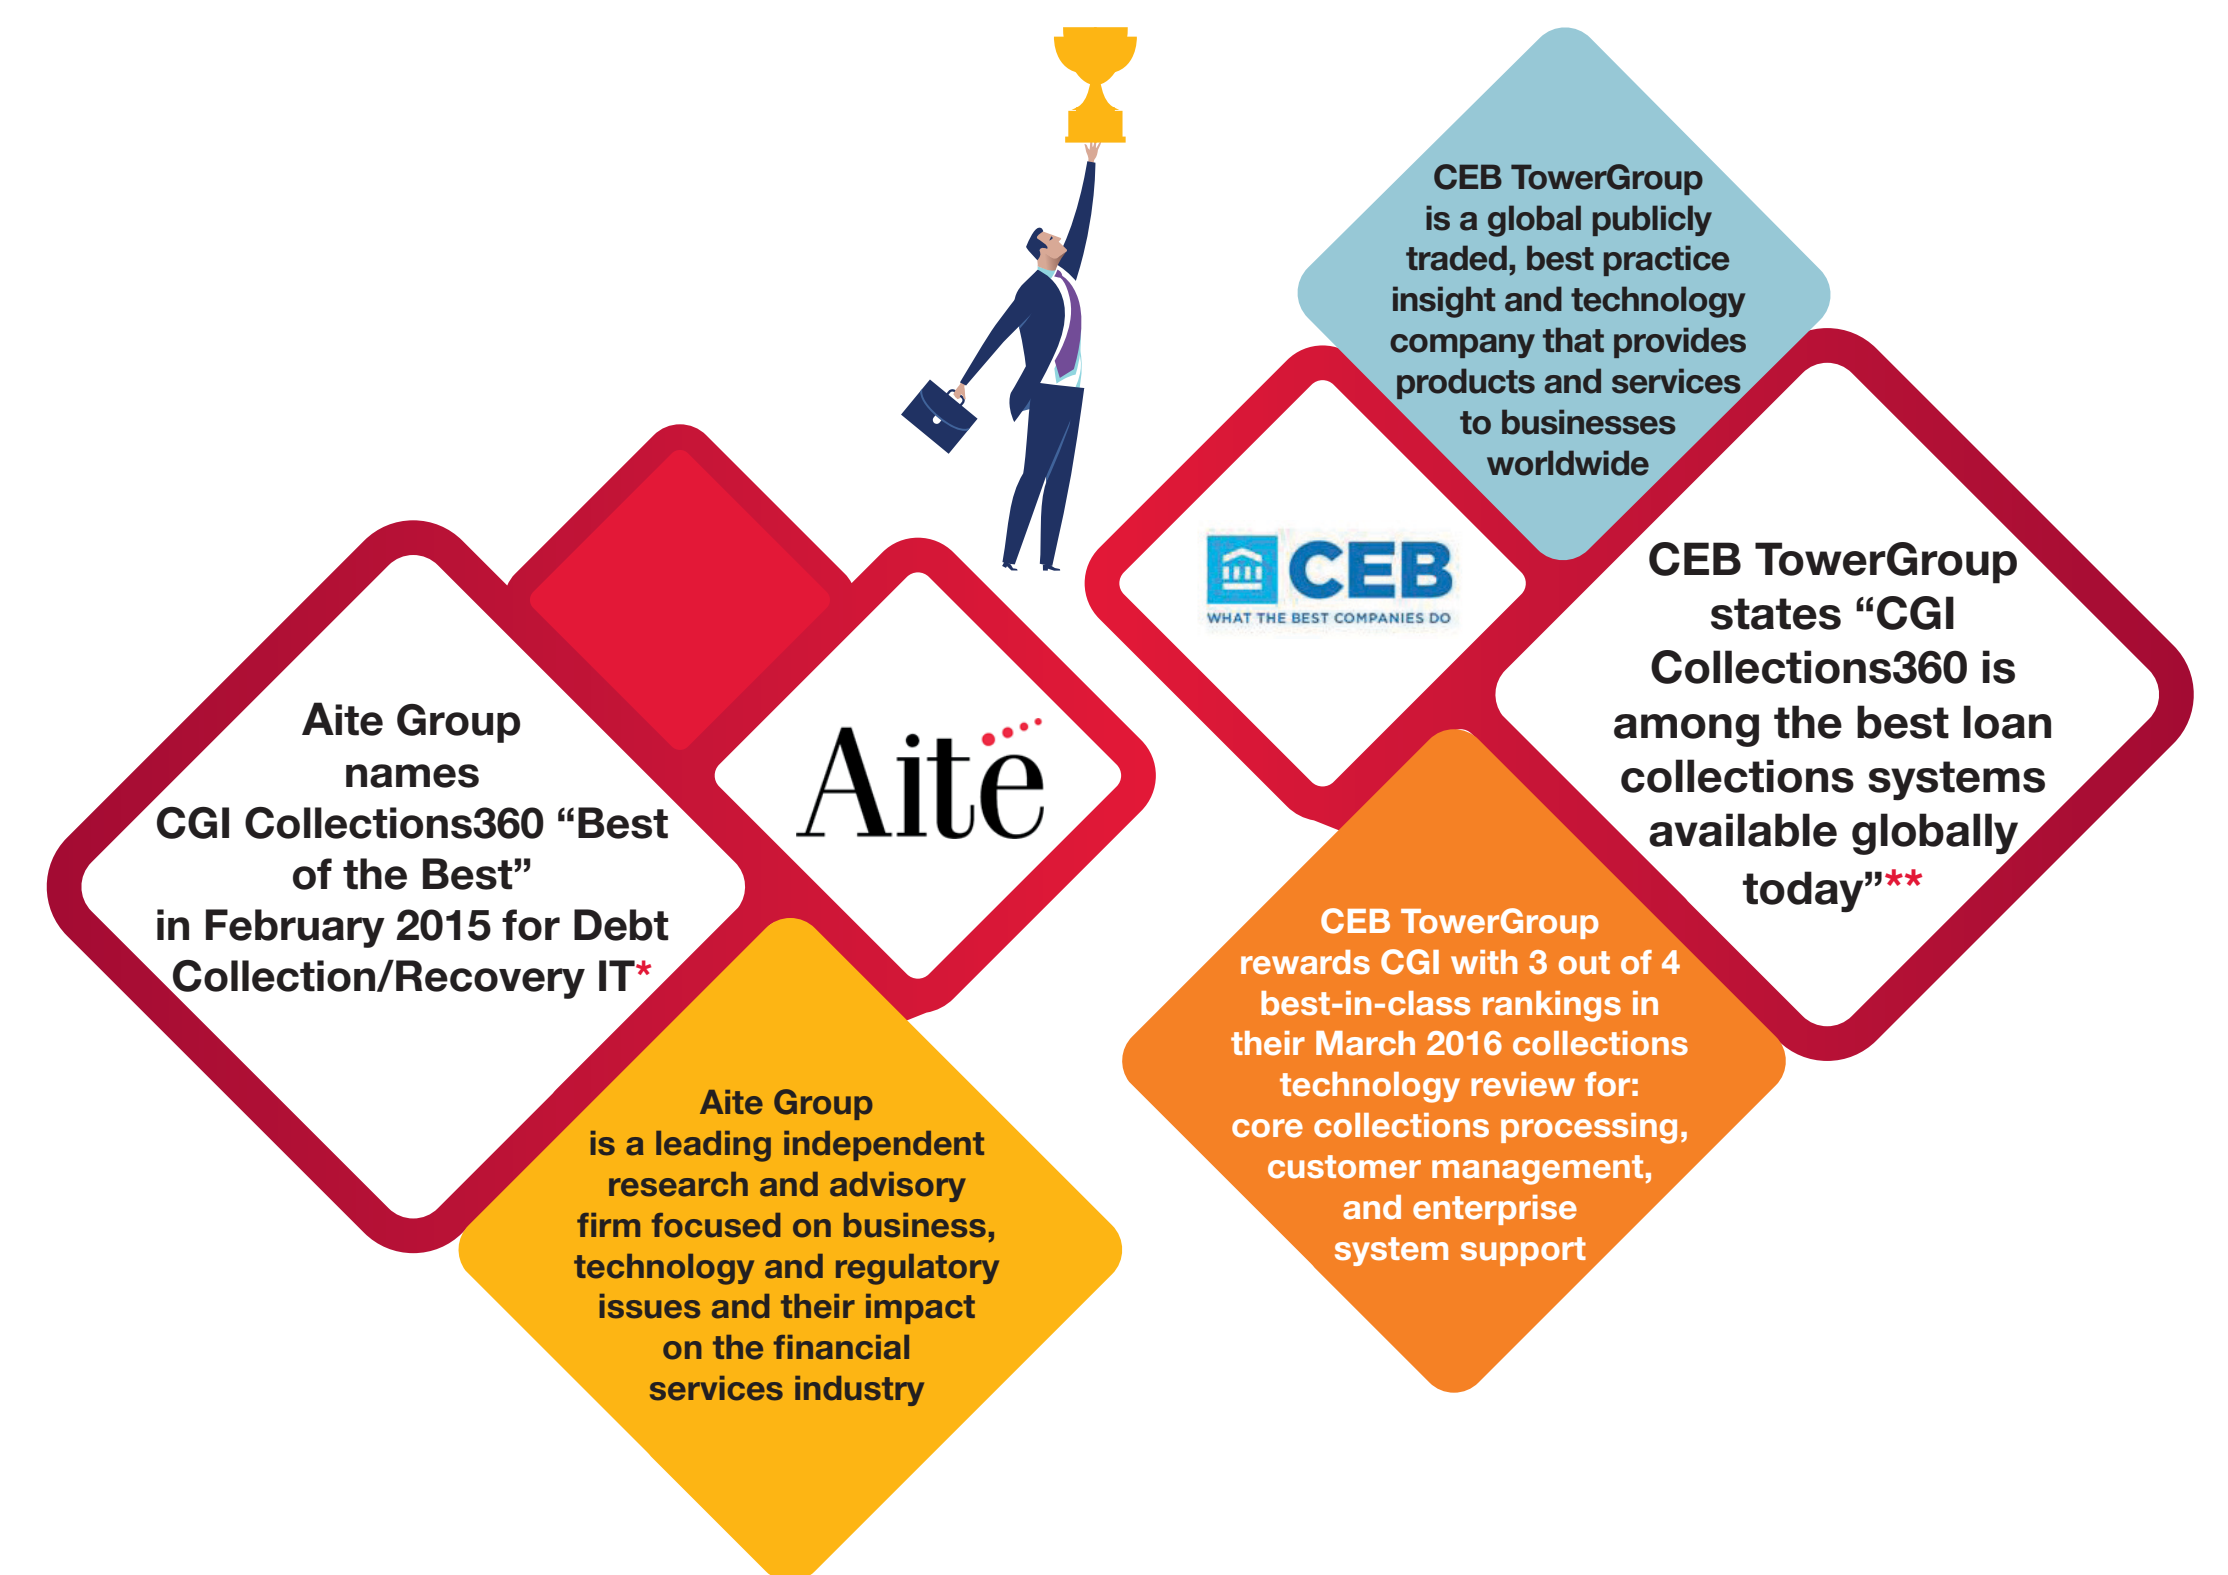 Aite Group
names
CGI Collections360 “Best
of the Best”
in February 2015 for Debt
Collection/Recovery IT*
Aite
Aite Group
is a leading independent
research and advisory
firm focused on business,
technology and regulatory
issues and their impact
on the financial
services industry
CEB TowerGroup
is a global publicly
traded, best practice
insight and technology
company that provides
products and services
to businesses
worldwide
CEB
WHAT THE BEST COMPANIES DO
CEB TowerGroup
states “CGI
Collections360 is
among the best loan
collections systems
available globally
today”**
CEB TowerGroup
rewards CGI with 3 out of 4
best-in-class rankings in
their March 2016 collections
technology review for:
core collections processing,
customer management,
and enterprise
system support